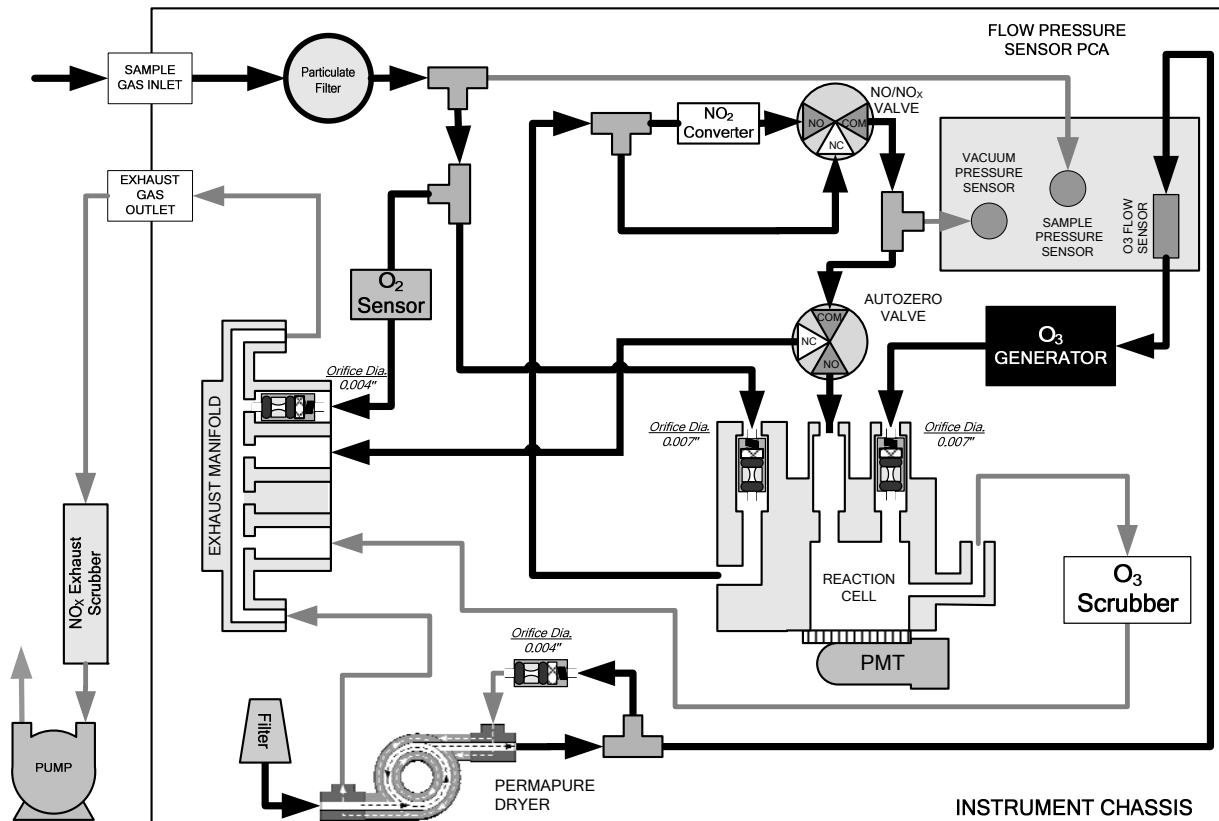 FLOW PRESSURE
SENSOR PCA
SAMPLE
GAS INLET
Particulate
Filter
NO/NOX
VALVE
NO2
Converter
NO
COM
NC
EXHAUST
GAS
OUTLET
VACUUM
PRESSURE
SENSOR
SAMPLE
PRESSURE
SENSOR
O3 FLOW
SENSOR
O2
Sensor
AUTOZERO
VALVE
COM
NC
NO
O3
GENERATOR
Orifice Dia.
0.004"
Orifice Dia.
0.007"
Orifice Dia.
0.007"
EXHAUST MANIFOLD
NOX Exhaust
Scrubber
REACTION
CELL
O3
Scrubber
Orifice Dia.
0.004"
PMT
Filter
PUMP
PERMAPURE
DRYER
INSTRUMENT CHASSIS